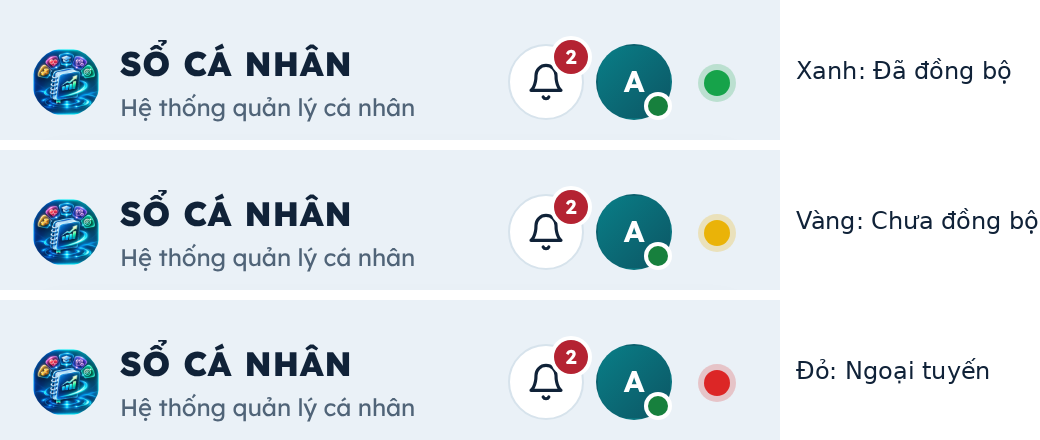 SỔ CÁ NHÂN
Hệ thống quản lý cá nhân
2
A
Xanh: Đã đồng bộ
SỔ CÁ NHÂN
Hệ thống quản lý cá nhân
2
A
Vàng: Chưa đồng bộ
SỔ CÁ NHÂN
Hệ thống quản lý cá nhân
2
A
Đỏ: Ngoại tuyến